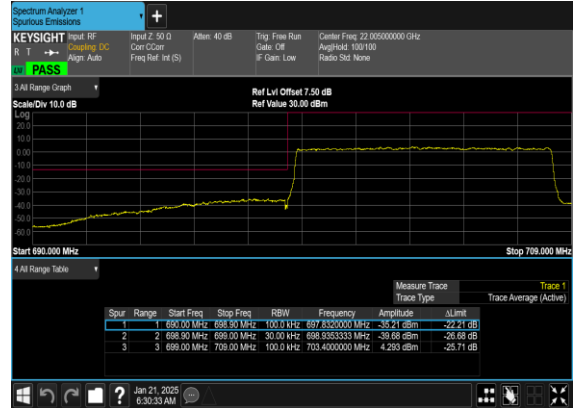 Spectrum Analyzer 1
Spurious Emissions
KEYSIGHT Input: RF Input Z: 50 Ω Atten: 40 dB Trig: Free Run Center Freq: 22.005000000 GHz
R T Coupling: DC Corr CCorr Gate: Off Avg|Hold: 100/100
Align: Auto Freq Ref: Int (S) IF Gain: Low Radio Std: None
PASS
3 All Range Graph
Ref Lvl Offset 7.50 dB
Scale/Div 10.0 dB Ref Value 30.00 dBm
Log
20.0
10.0
0.00
-10.0
-20.0
-30.0
-40.0
-50.0
-60.0
Start 690.000 MHz Stop 709.000 MHz
4 All Range Table
Measure Trace Trace 1
Trace Type Trace Average (Active)
Spur Range Start Freq Stop Freq RBW Frequency Amplitude ΔLimit
1 1 690.00 MHz 698.90 MHz 100.0 kHz 697.8320000 MHz -35.21 dBm -22.21 dB
2 2 698.90 MHz 699.00 MHz 30.00 kHz 698.9353333 MHz -39.68 dBm -26.68 dB
3 3 699.00 MHz 709.00 MHz 100.0 kHz 703.4000000 MHz 4.293 dBm -25.71 dB
? Jan 21, 2025
6:30:33 AM